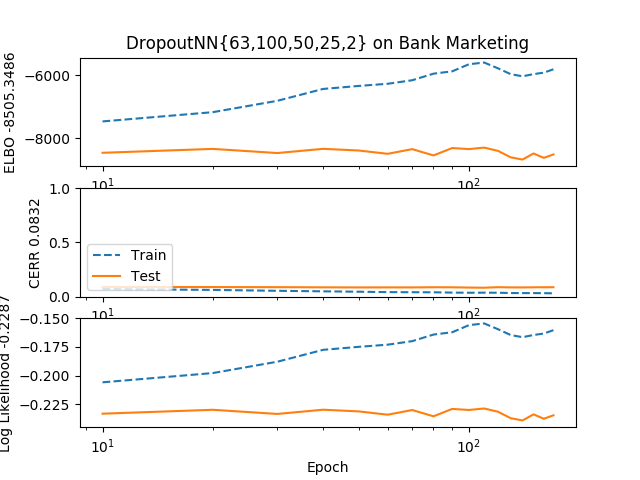 DropoutNN{63,100,50,25,2} on Bank Marketing
ELBO -8505.3486
−6000
−8000
10¹
10²
CERR 0.0832
1.0
0.5
0.0
Train
Test
10¹
10²
Log Likelihood -0.2287
−0.150
−0.175
−0.200
−0.225
10¹
10²
Epoch